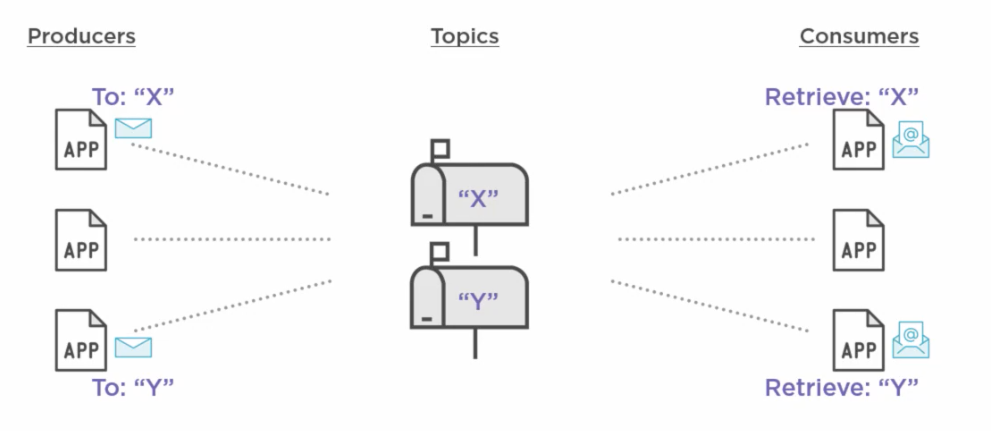 Producers
Topics
Consumers
To: “X”
Retrieve: “X”
APP
APP
“X”
APP
APP
“Y”
APP
APP
To: “Y”
Retrieve: “Y”